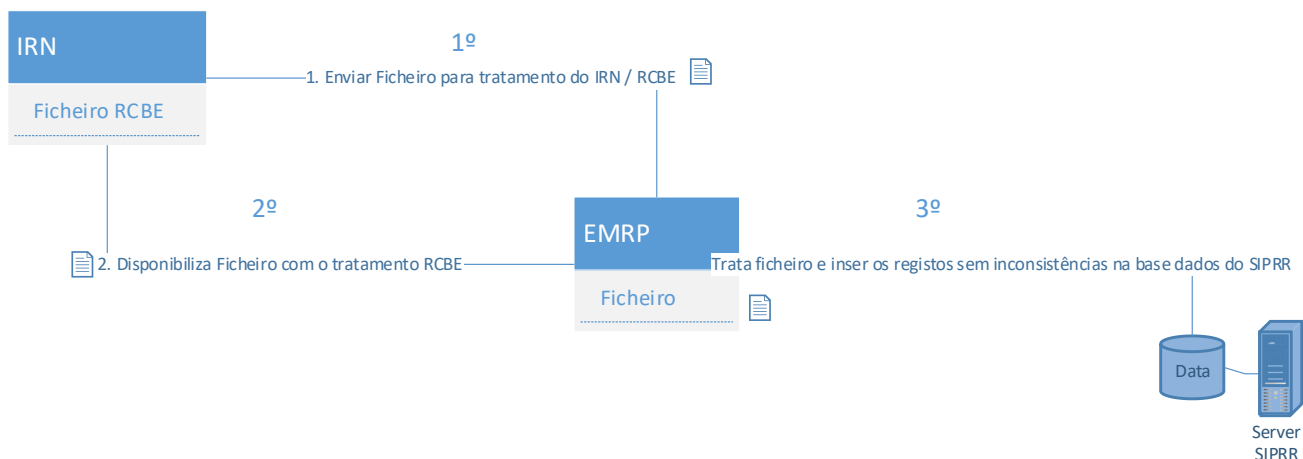 IRN
1º
1. Enviar Ficheiro para tratamento do IRN / RCBE
Ficheiro RCBE
2º
3º
EMRP
2. Disponibiliza Ficheiro com o tratamento RCBE
Trata ficheiro e inser os registos sem inconsistências na base dados do SIPRR
Ficheiro
Data
Server
SIPRR